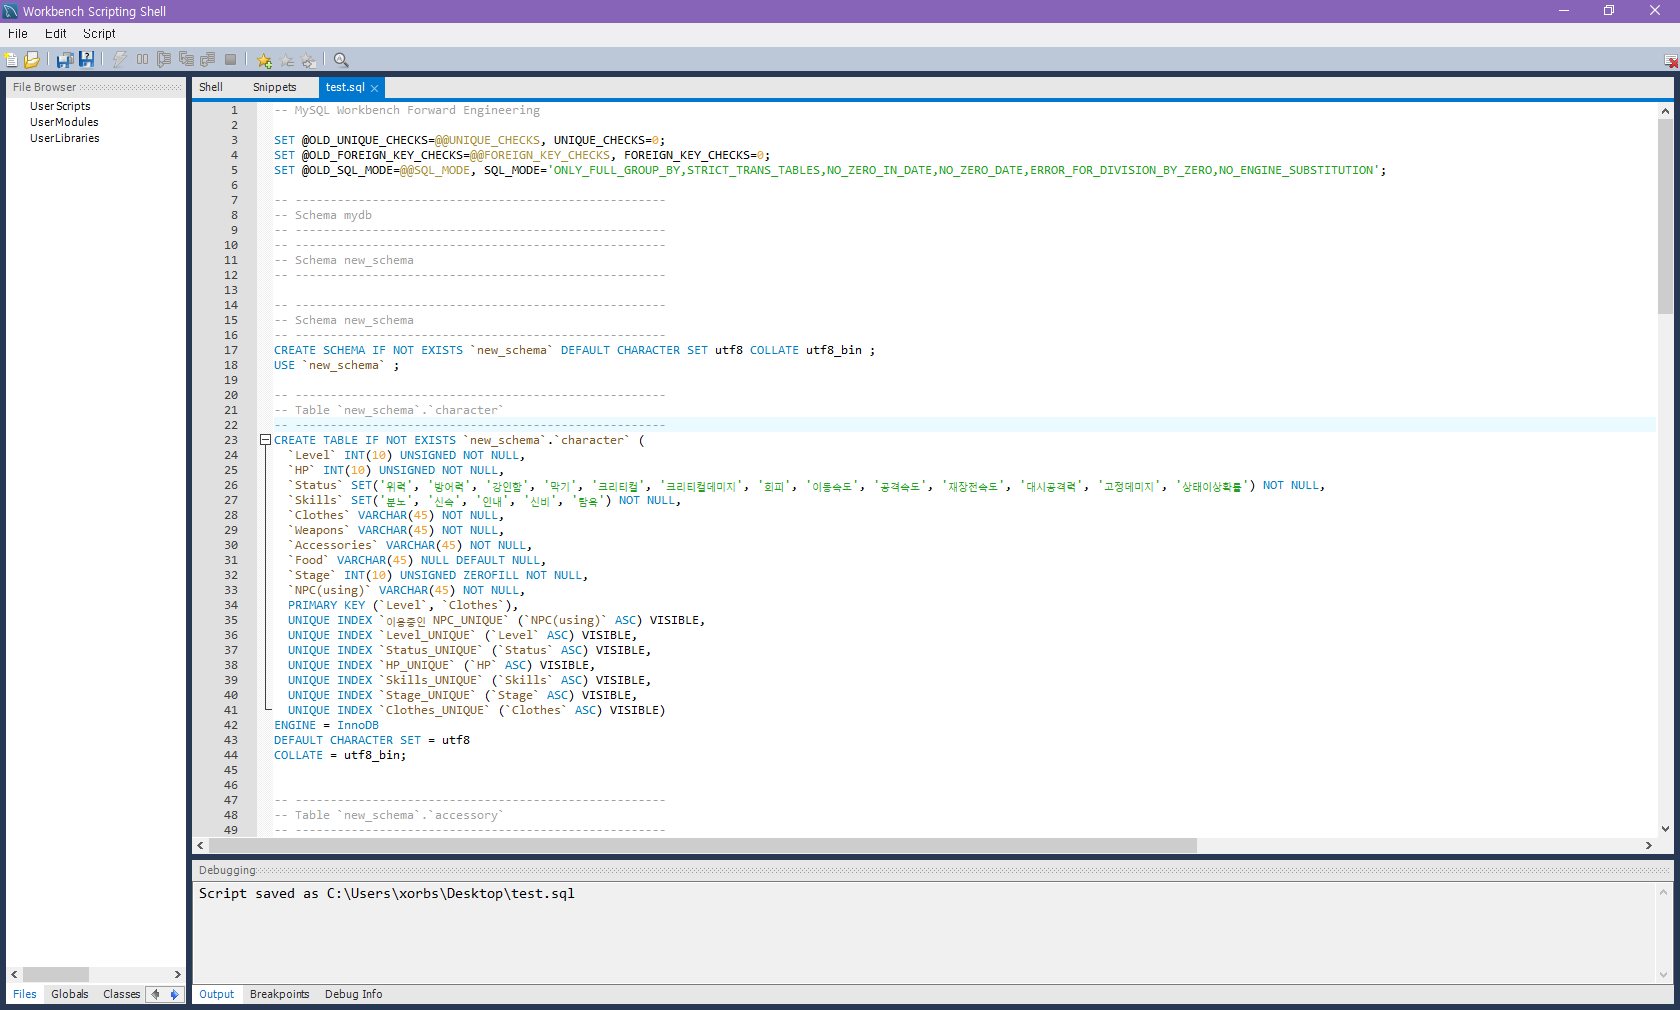 Workbench Scripting Shell
File Edit Script
File Browser
User Scripts
User Modules
User Libraries
Shell Snippets test.sql
1 -- MySQL Workbench Forward Engineering
2
3 SET @OLD_UNIQUE_CHECKS=@@UNIQUE_CHECKS, UNIQUE_CHECKS=0;
4 SET @OLD_FOREIGN_KEY_CHECKS=@@FOREIGN_KEY_CHECKS, FOREIGN_KEY_CHECKS=0;
5 SET @OLD_SQL_MODE=@@SQL_MODE, SQL_MODE='ONLY_FULL_GROUP_BY,STRICT_TRANS_TABLES,NO_ZERO_IN_DATE,NO_ZERO_DATE,ERROR_FOR_DIVISION_BY_ZERO,NO_ENGINE_SUBSTITUTION';
6
7 -- -----------------------------------------------------
8 -- Schema mydb
9 -- -----------------------------------------------------
10 -- -----------------------------------------------------
11 -- Schema new_schema
12 -- -----------------------------------------------------
13
14 -- -----------------------------------------------------
15 -- Schema new_schema
16 -- -----------------------------------------------------
17 CREATE SCHEMA IF NOT EXISTS `new_schema` DEFAULT CHARACTER SET utf8 COLLATE utf8_bin ;
18 USE `new_schema` ;
19
20 -- -----------------------------------------------------
21 -- Table `new_schema`.`character`
22 -- -----------------------------------------------------
23 CREATE TABLE IF NOT EXISTS `new_schema`.`character` (
24 `Level` INT(10) UNSIGNED NOT NULL,
25 `HP` INT(10) UNSIGNED NOT NULL,
26 `Status` SET('위력', '방어력', '강인함', '막기', '크리티컬', '크리티컬데미지', '회피', '이동속도', '공격속도', '재장전속도', '대시공격력', '고정데미지', '상태이상확률') NOT NULL,
27 `Skills` SET('분노', '신속', '인내', '신비', '탐욕') NOT NULL,
28 `Clothes` VARCHAR(45) NOT NULL,
29 `Weapons` VARCHAR(45) NOT NULL,
30 `Accessories` VARCHAR(45) NOT NULL,
31 `Food` VARCHAR(45) NULL DEFAULT NULL,
32 `Stage` INT(10) UNSIGNED ZEROFILL NOT NULL,
33 `NPC(using)` VARCHAR(45) NOT NULL,
34 PRIMARY KEY (`Level`, `Clothes`),
35 UNIQUE INDEX `이용중인 NPC_UNIQUE` (`NPC(using)` ASC) VISIBLE,
36 UNIQUE INDEX `Level_UNIQUE` (`Level` ASC) VISIBLE,
37 UNIQUE INDEX `Status_UNIQUE` (`Status` ASC) VISIBLE,
38 UNIQUE INDEX `HP_UNIQUE` (`HP` ASC) VISIBLE,
39 UNIQUE INDEX `Skills_UNIQUE` (`Skills` ASC) VISIBLE,
40 UNIQUE INDEX `Stage_UNIQUE` (`Stage` ASC) VISIBLE,
41 UNIQUE INDEX `Clothes_UNIQUE` (`Clothes` ASC) VISIBLE)
42 ENGINE = InnoDB
43 DEFAULT CHARACTER SET = utf8
44 COLLATE = utf8_bin;
45
46
47 -- -----------------------------------------------------
48 -- Table `new_schema`.`accessory`
49 -- -----------------------------------------------------
Debugging
Script saved as C:\Users\xorbs\Desktop\test.sql
Files Globals Classes
Output Breakpoints Debug Info